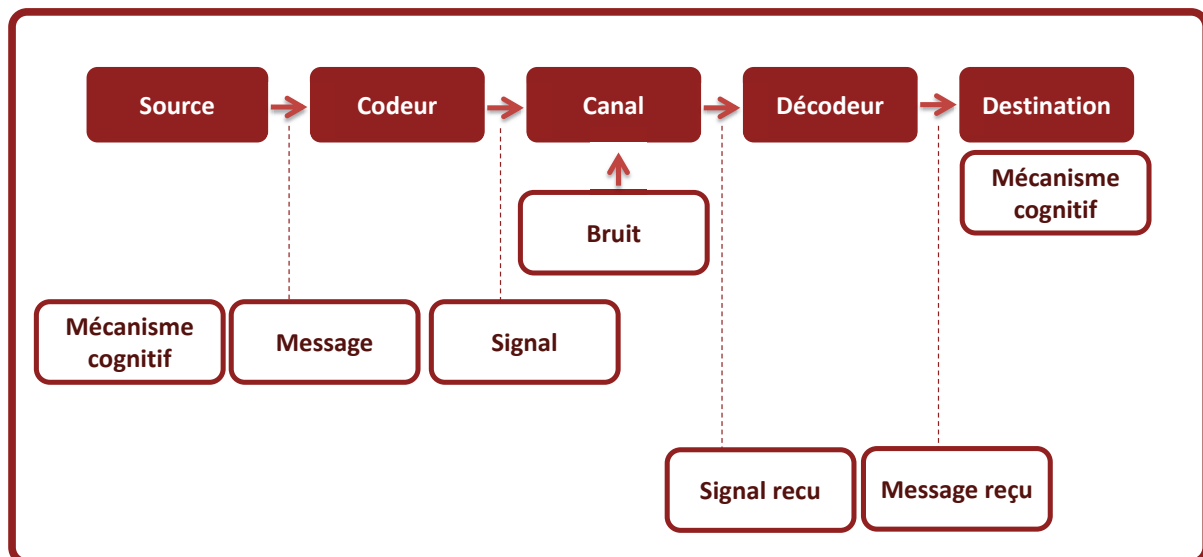 Source
Codeur
Canal
Décodeur
Destination
Mécanisme
cognitif
Bruit
Mécanisme
cognitif
Message
Signal
Signal recu
Message reçu